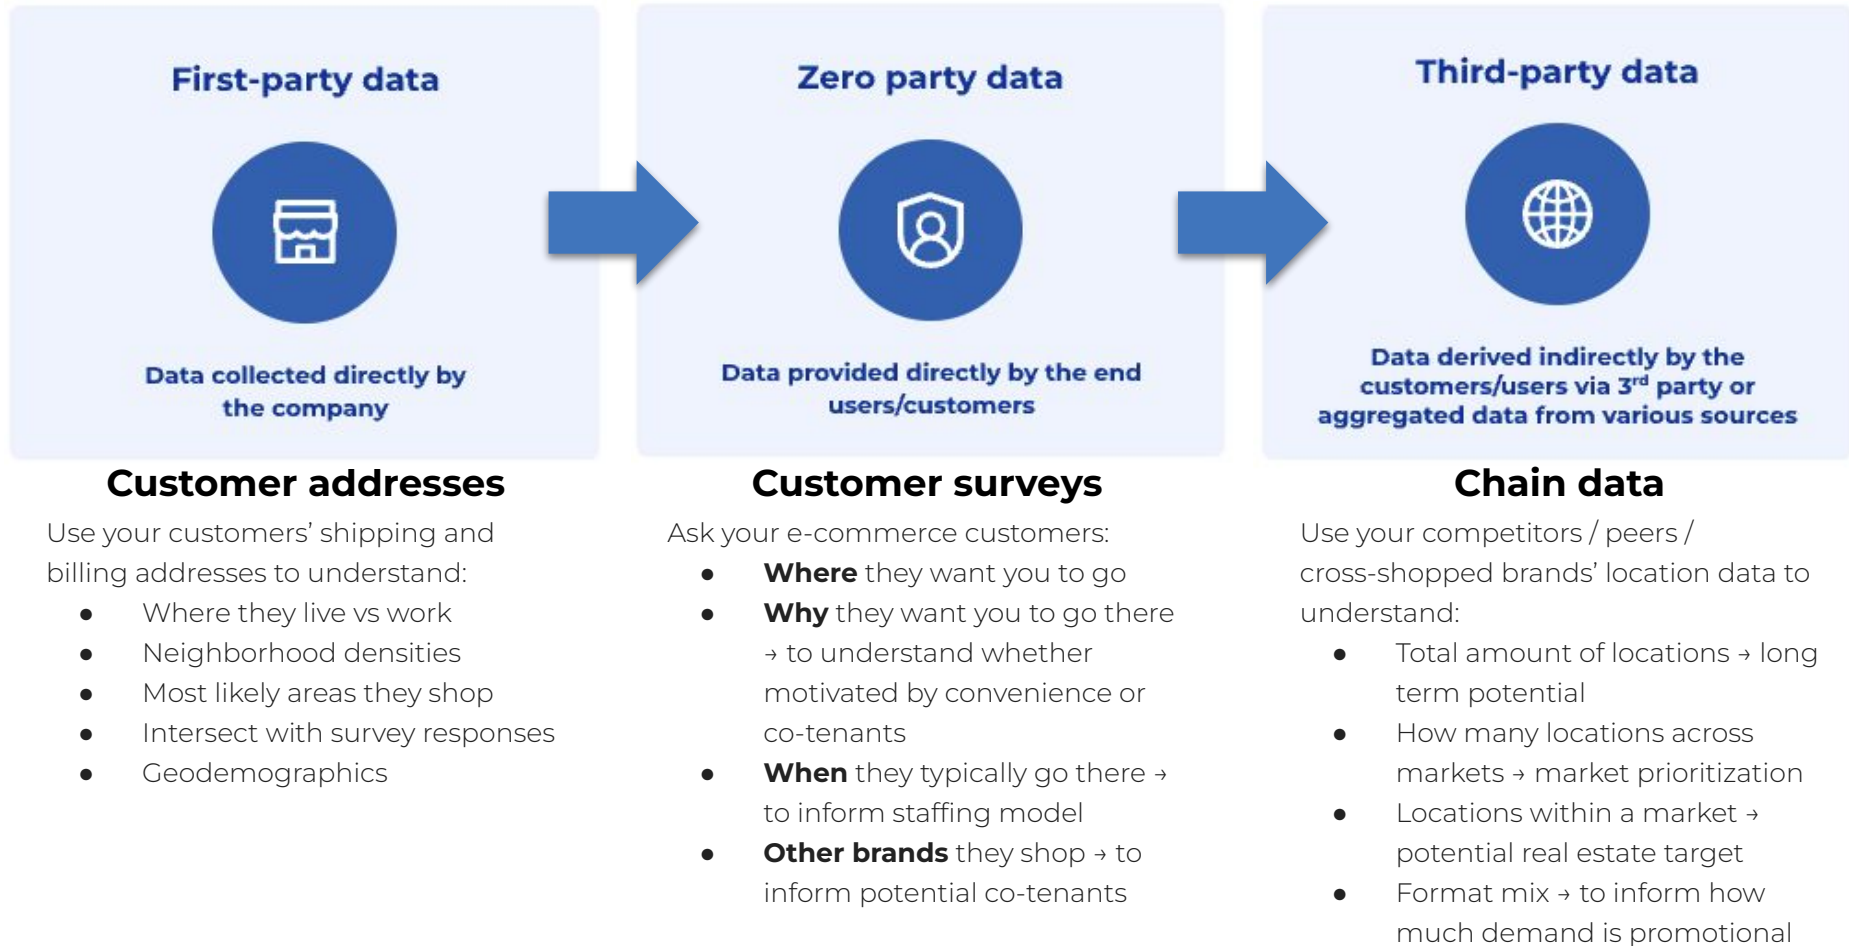 First-party data
Data collected directly by
the company
Customer addresses
Use your customers’ shipping and
billing addresses to understand:
● Where they live vs work
● Neighborhood densities
● Most likely areas they shop
● Intersect with survey responses
● Geodemographics
Zero party data
Data provided directly by the end
users/customers
Customer surveys
Ask your e-commerce customers:
● Where they want you to go
● Why they want you to go there
→ to understand whether
motivated by convenience or
co-tenants
● When they typically go there →
to inform staffing model
● Other brands they shop → to
inform potential co-tenants
Third-party data
Data derived indirectly by the
customers/users via 3rd party or
aggregated data from various sources
Chain data
Use your competitors / peers /
cross-shopped brands’ location data to
understand:
● Total amount of locations → long
term potential
● How many locations across
markets → market prioritization
● Locations within a market →
potential real estate target
● Format mix → to inform how
much demand is promotional